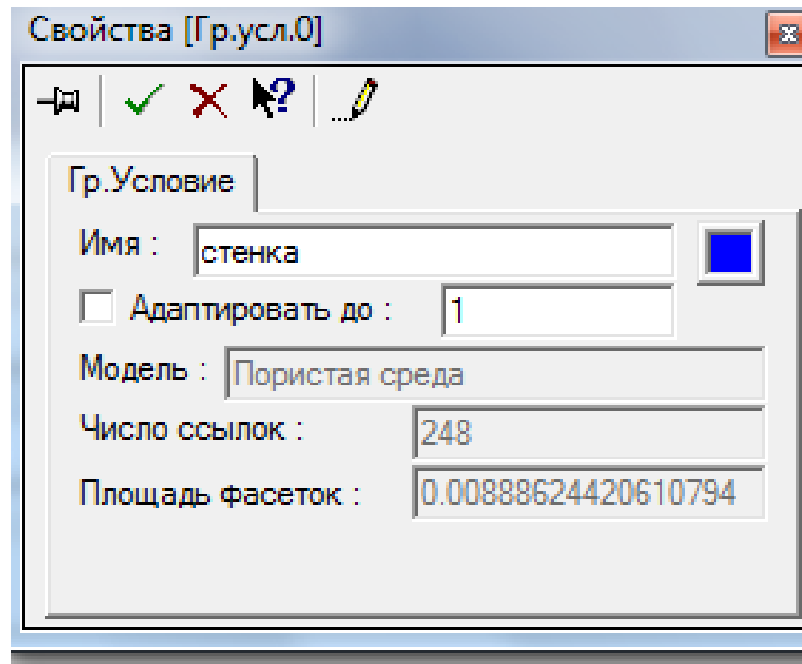 Свойства [Гр.усл.0]
Гр.Условие
Имя : стенка
Адаптировать до : 1
Модель : Пористая среда
Число ссылок : 248
Площадь фасеток : 0.00888624420610794